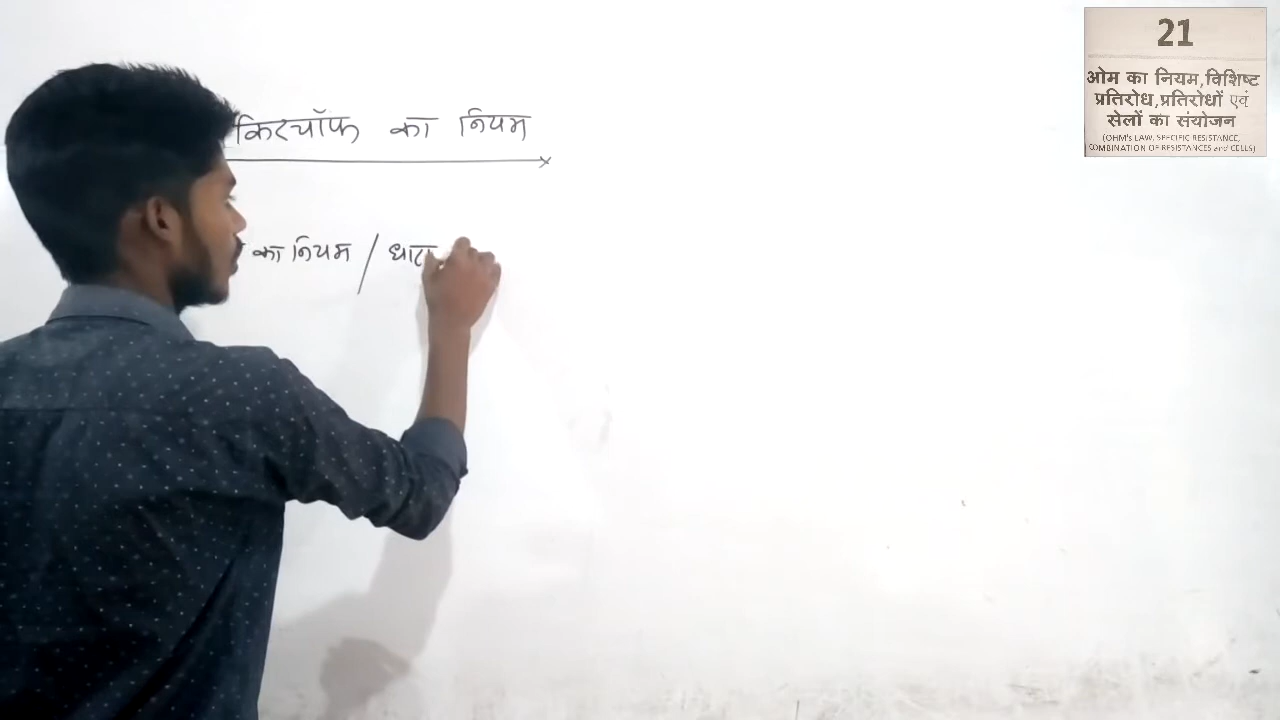 किरचॉफ का नियम
का नियम / धारा
21
ओम का नियम,विशिष्ट
प्रतिरोध,प्रतिरोधों एवं
सेलों का संयोजन
(OHM's LAW, SPECIFIC RESISTANCE,
COMBINATION OF RESISTANCES and CELLS)